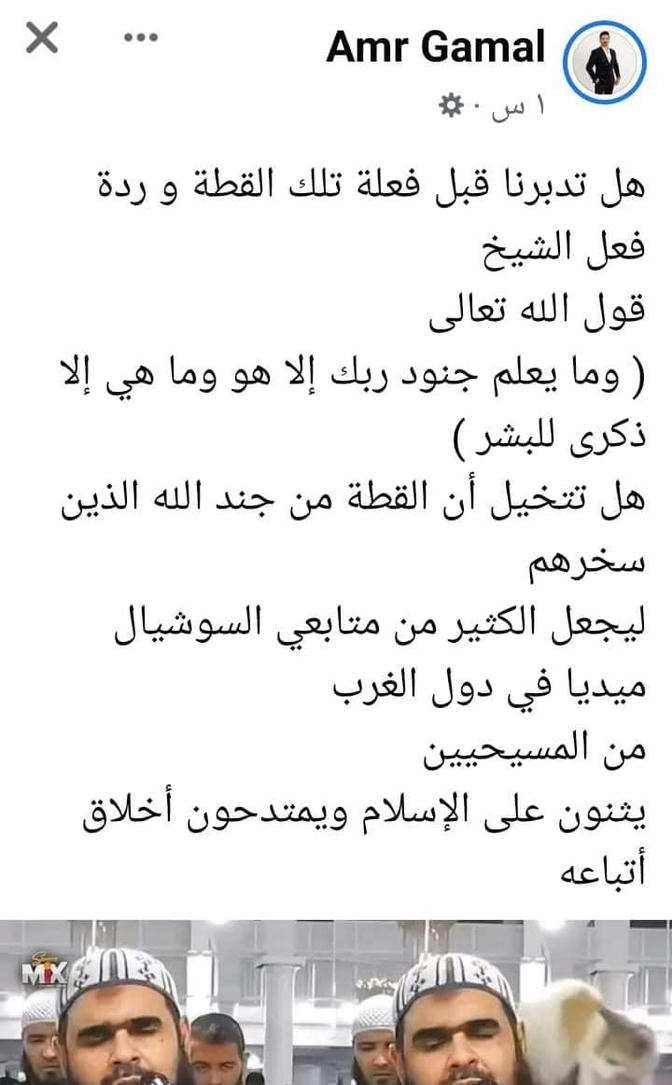 Amr Gamal
١ س ·
هل تدبرنا قبل فعلة تلك القطة و ردة
فعل الشيخ
قول الله تعالى
( وما يعلم جنود ربك إلا هو وما هي إلا
ذكرى للبشر )
هل تتخيل أن القطة من جند الله الذين
سخرهم
ليجعل الكثير من متابعي السوشيال
ميديا في دول الغرب
من المسيحيين
يثنون على الإسلام ويمتدحون أخلاق
أتباعه
MIX